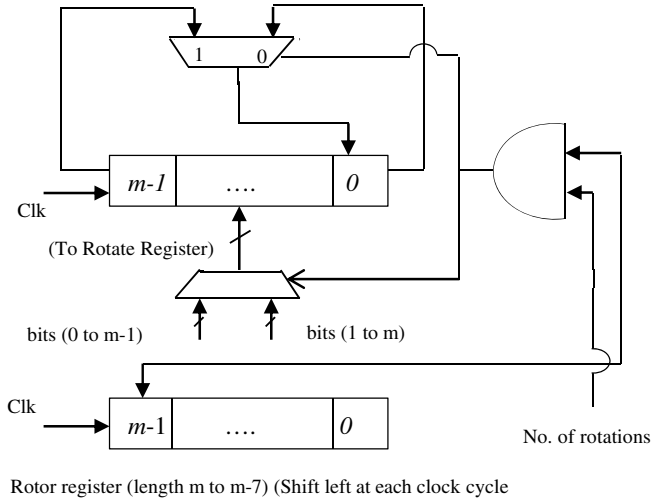 1 0
m-1 .... 0
Clk
(To Rotate Register)
bits (0 to m-1) bits (1 to m)
Clk
m-1 .... 0
No. of rotations
Rotor register (length m to m-7) (Shift left at each clock cycle